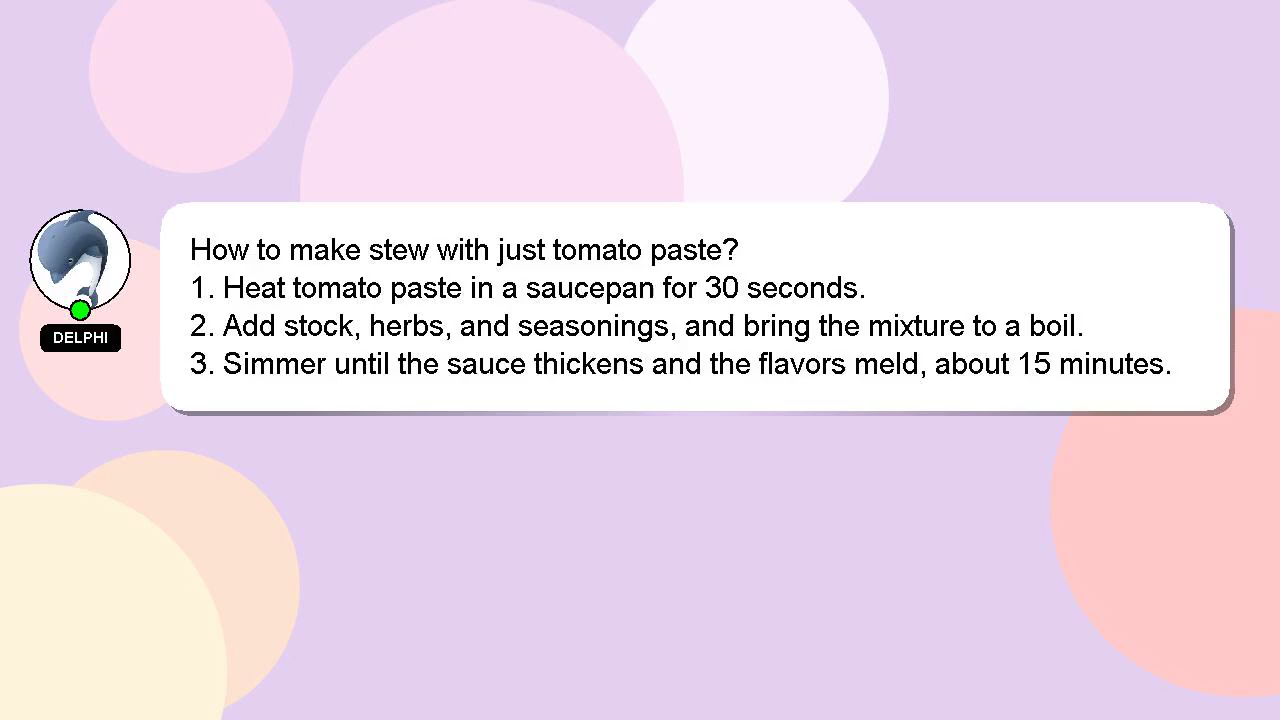 How to make stew with just tomato paste?
1. Heat tomato paste in a saucepan for 30 seconds.
2. Add stock, herbs, and seasonings, and bring the mixture to a boil.
3. Simmer until the sauce thickens and the flavors meld, about 15 minutes.
DELPHI